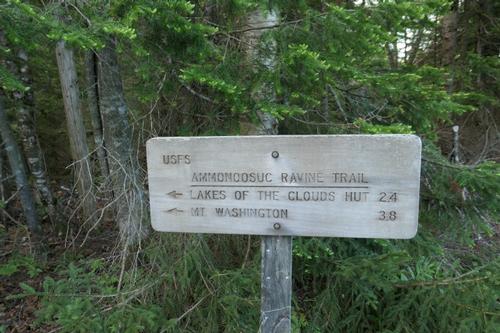 USFS
AMMONOOSUC RAVINE TRAIL
← LAKES OF THE CLOUDS HUT 2.4
← MT WASHINGTON 3.8